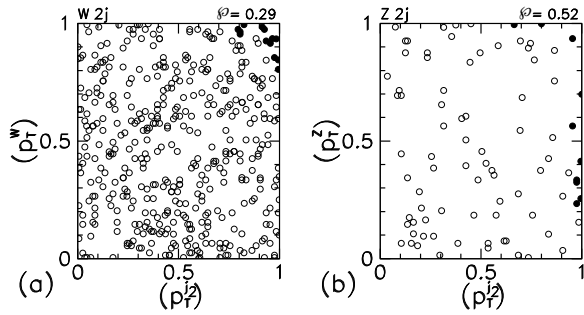 W 2j ℘= 0.29
1
0.5
0
(p_T^W)
0 0.5 1
(p_T^{j2})
(a)
Z 2j ℘= 0.52
1
0.5
0
(p_T^Z)
0 0.5 1
(p_T^{j2})
(b)